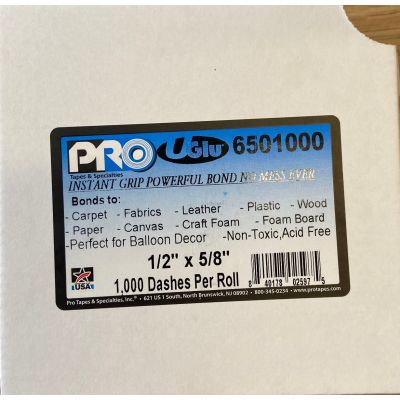 PRO UGlu 6501000
Tapes & Specialties
INSTANT GRIP POWERFUL BOND NO MESS EVER
Bonds to:
- Carpet - Fabrics - Leather - Plastic - Wood
- Paper - Canvas - Craft Foam - Foam Board
-Perfect for Balloon Decor -Non-Toxic,Acid Free
1/2" x 5/8"
1,000 Dashes Per Roll
USA
Pro Tapes & Specialties, Inc.® • 621 US 1 South, North Brunswick, NJ 08902 • 800-345-0234 • www.protapes.com